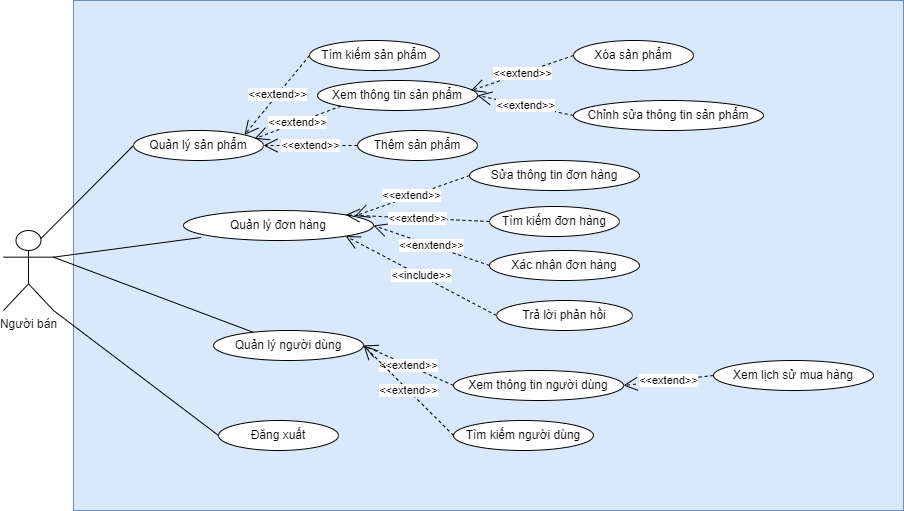 Tìm kiếm sản phẩm
Xóa sản phẩm
<<extend>>
<<extend>>
Xem thông tin sản phẩm
<<extend>>
Chỉnh sửa thông tin sản phẩm
<<extend>>
Quản lý sản phẩm
<<extend>>
Thêm sản phẩm
Sửa thông tin đơn hàng
<<extend>>
Quản lý đơn hàng
<<extend>>
Tìm kiếm đơn hàng
<<enxtend>>
Xác nhận đơn hàng
<<include>>
Trả lời phản hồi
Người bán
Quản lý người dùng
<<extend>>
Xem thông tin người dùng
<<extend>>
Xem lịch sử mua hàng
<<extend>>
Đăng xuất
Tìm kiếm người dùng